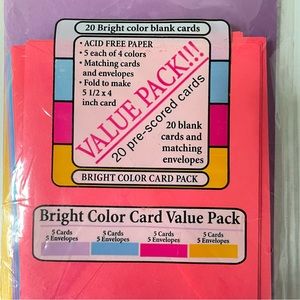 20 Bright color blank cards
• ACID FREE PAPER
• 5 each of 4 colors
• Matching cards
and envelopes
• Fold to make
5 1/2 x 4
inch card
VALUE PACK!!!
20 pre-scored cards
20 blank
cards and
matching
envelopes
BRIGHT COLOR CARD PACK
Bright Color Card Value Pack
5 Cards 5 Cards 5 Cards 5 Cards
5 Envelopes 5 Envelopes 5 Envelopes 5 Envelopes